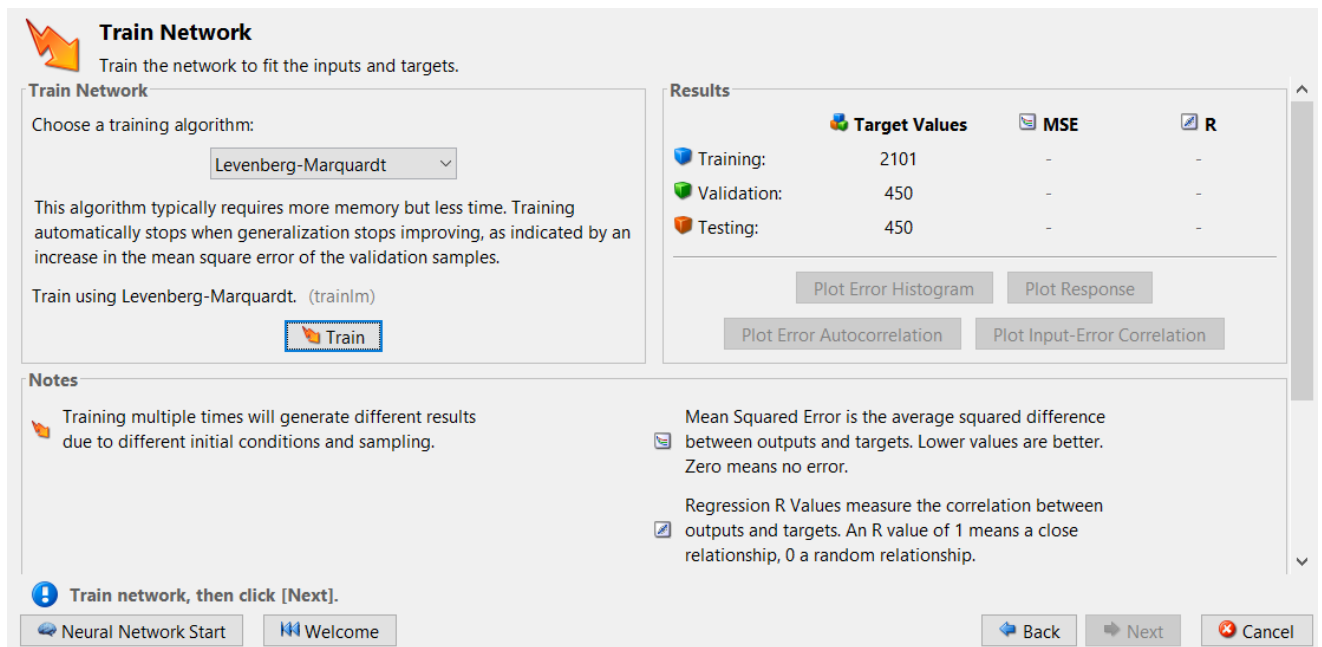 Train Network
Train the network to fit the inputs and targets.
Train Network
Choose a training algorithm:
Levenberg-Marquardt
This algorithm typically requires more memory but less time. Training
automatically stops when generalization stops improving, as indicated by an
increase in the mean square error of the validation samples.
Train using Levenberg-Marquardt. (trainlm)
Train
Results
Target Values MSE R
Training: 2101 - -
Validation: 450 - -
Testing: 450 - -
Plot Error Histogram Plot Response
Plot Error Autocorrelation Plot Input-Error Correlation
Notes
Training multiple times will generate different results
due to different initial conditions and sampling.
Mean Squared Error is the average squared difference
between outputs and targets. Lower values are better.
Zero means no error.
Regression R Values measure the correlation between
outputs and targets. An R value of 1 means a close
relationship, 0 a random relationship.
Train network, then click [Next].
Neural Network Start Welcome Back Next Cancel